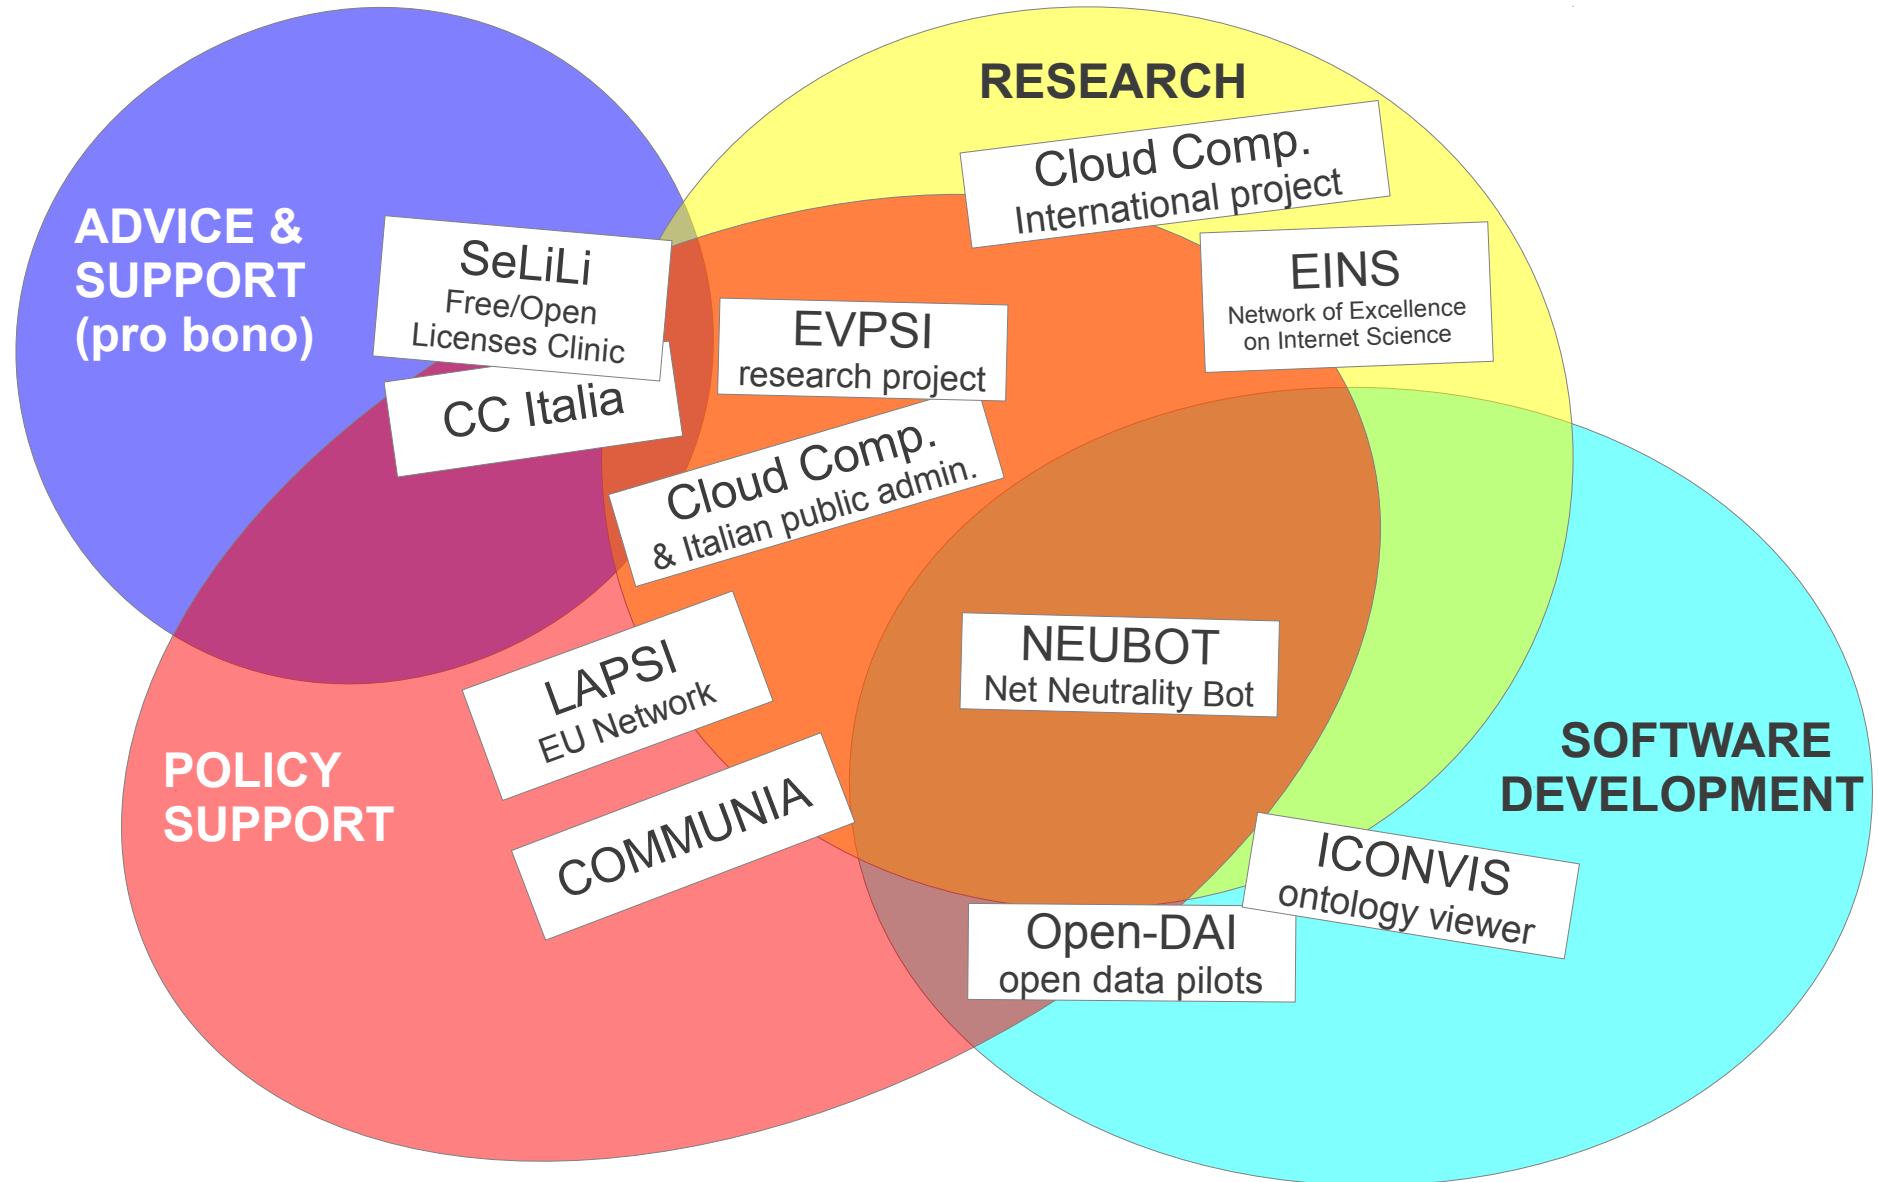 RESEARCH
Cloud Comp.
International project
ADVICE &
SUPPORT
(pro bono)
SeLiLi
Free/Open
Licenses Clinic
EINS
Network of Excellence
on Internet Science
EVPSI
research project
CC Italia
Cloud Comp.
& Italian public admin.
LAPSI
EU Network
NEUBOT
Net Neutrality Bot
POLICY
SUPPORT
SOFTWARE
DEVELOPMENT
COMMUNIA
ICONVIS
ontology viewer
Open-DAI
open data pilots